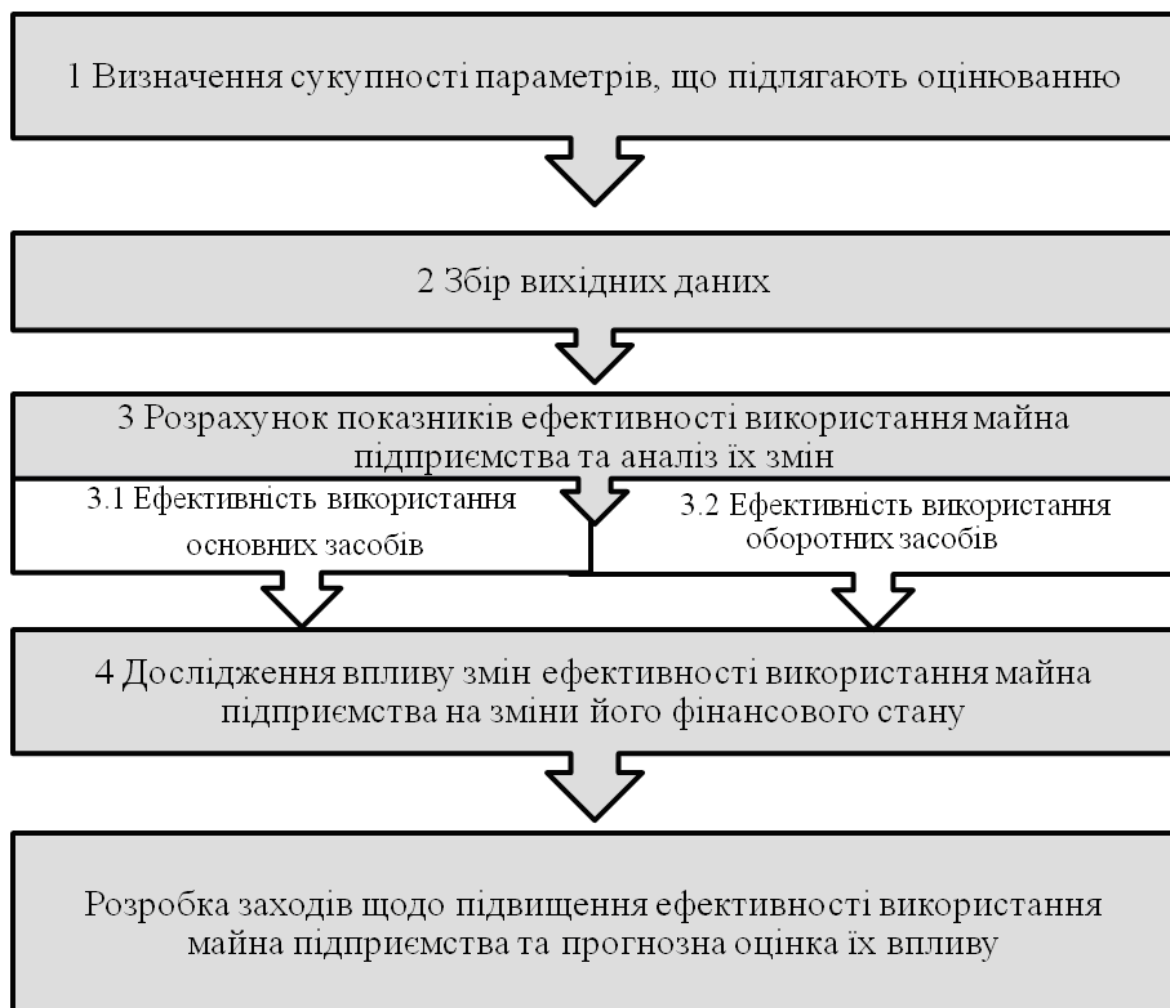 1 Визначення сукупності параметрів, що підлягають оцінюванню
2 Збір вихідних даних
3 Розрахунок показників ефективності використання майна
підприємства та аналіз їх змін
3.1 Ефективність використання
основних засобів
3.2 Ефективність використання
оборотних засобів
4 Дослідження впливу змін ефективності використання майна
підприємства на зміни його фінансового стану
Розробка заходів щодо підвищення ефективності використання
майна підприємства та прогнозна оцінка їх впливу